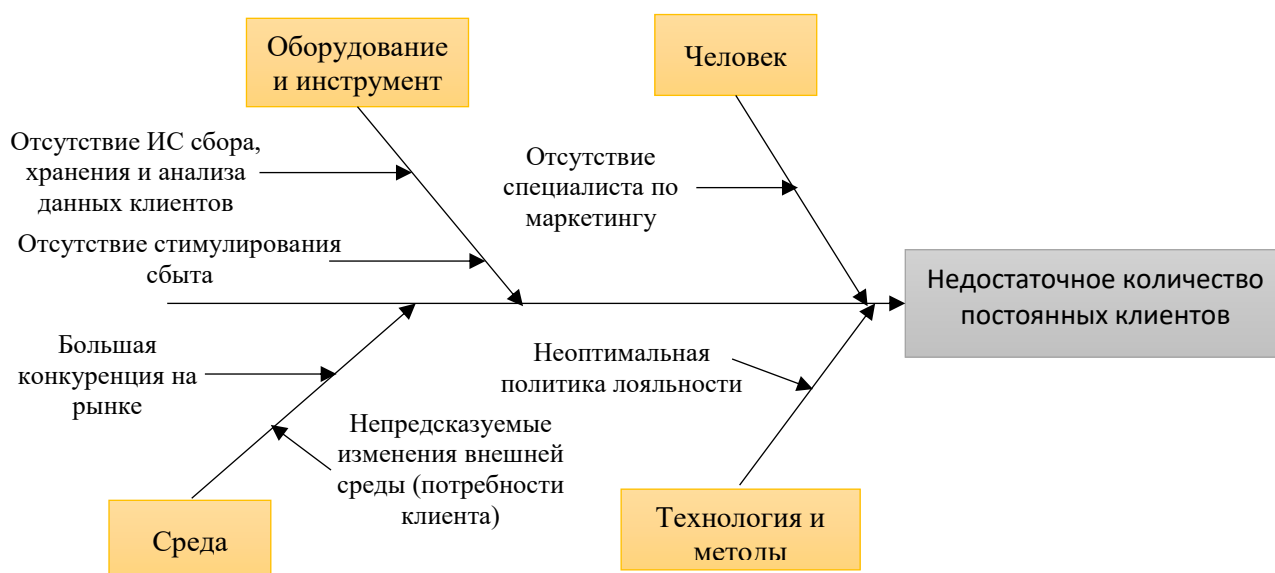 Оборудование
и инструмент
Человек
Отсутствие ИС сбора,
хранения и анализа
данных клиентов
Отсутствие
специалиста по
маркетингу
Отсутствие стимулирования
сбыта
Недостаточное количество
постоянных клиентов
Большая
конкуренция на
рынке
Неоптимальная
политика лояльности
Непредсказуемые
изменения внешней
среды (потребности
клиента)
Среда
Технология и
методы